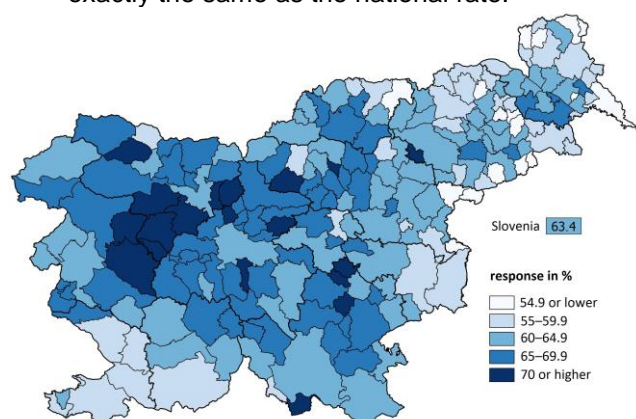 exactly the same as the national rate.
Slovenia 63.4
response in %
54.9 or lower
55–59.9
60–64.9
65–69.9
70 or higher